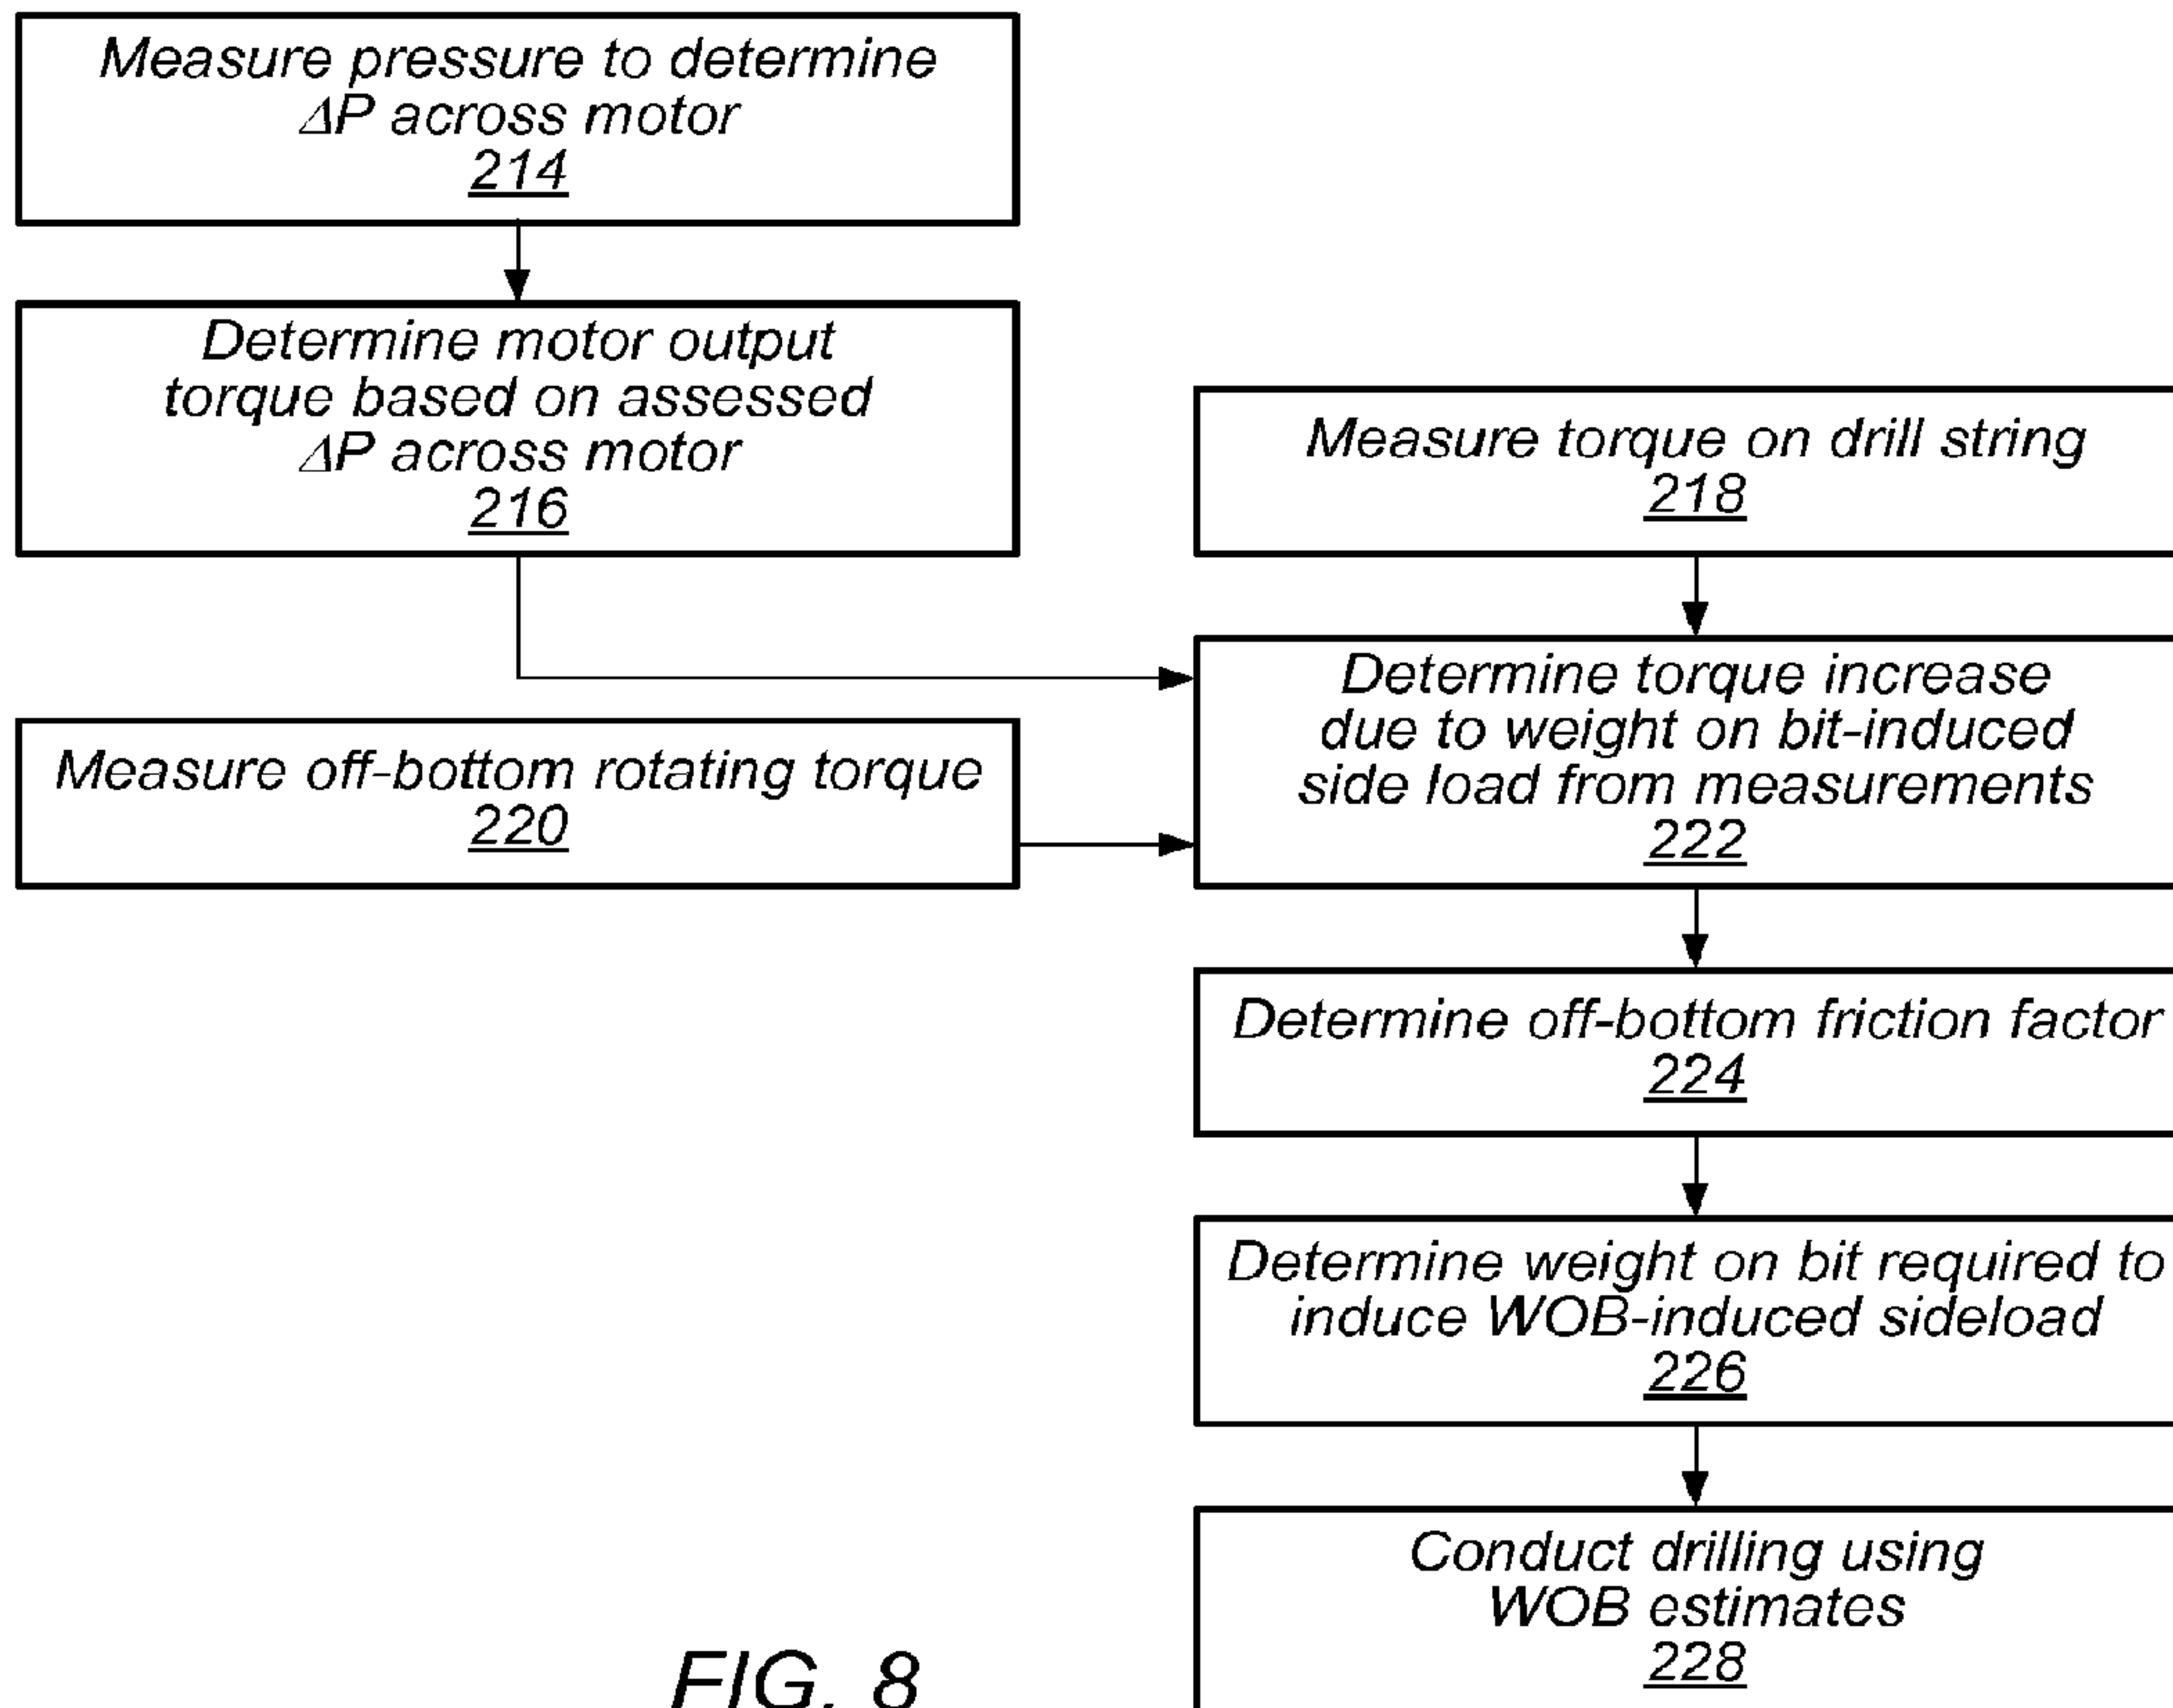 Measure pressure to determine
ΔP across motor
214
Determine motor output
torque based on assessed
ΔP across motor
216
Measure torque on drill string
218
Measure off-bottom rotating torque
220
Determine torque increase
due to weight on bit-induced
side load from measurements
222
Determine off-bottom friction factor
224
Determine weight on bit required to
induce WOB-induced sideload
226
Conduct drilling using
WOB estimates
228
FIG. 8